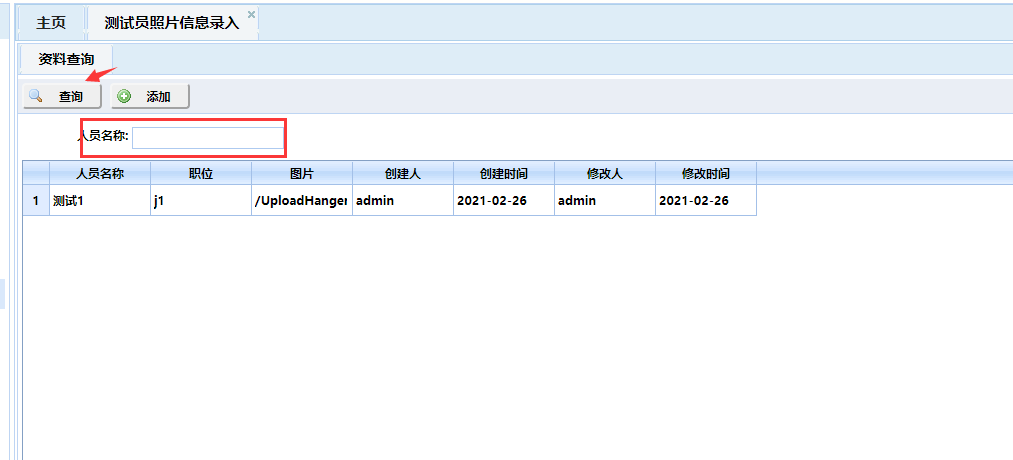 主页 测试员照片信息录入
资料查询
查询 添加
人员名称:
人员名称 职位 图片 创建人 创建时间 修改人 修改时间
1 测试1 j1 /UploadHanger admin 2021-02-26 admin 2021-02-26